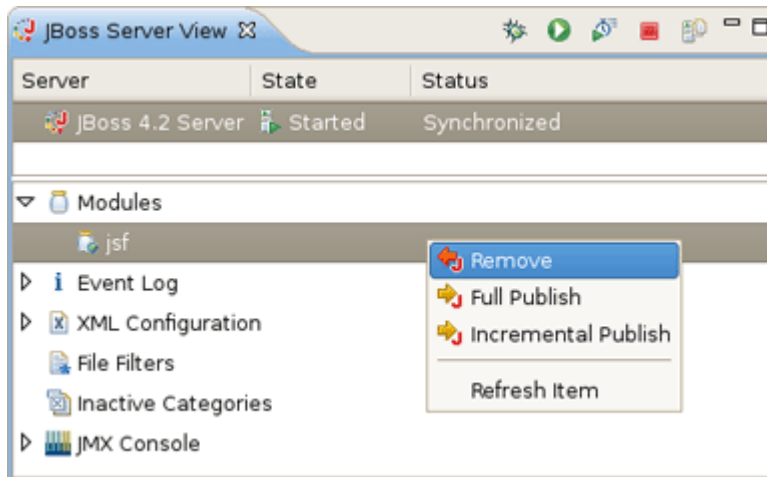 JBoss Server View
Server State Status
JBoss 4.2 Server Started Synchronized
Modules
jsf
Remove
Event Log
Full Publish
XML Configuration
Incremental Publish
File Filters
Refresh Item
Inactive Categories
JMX Console